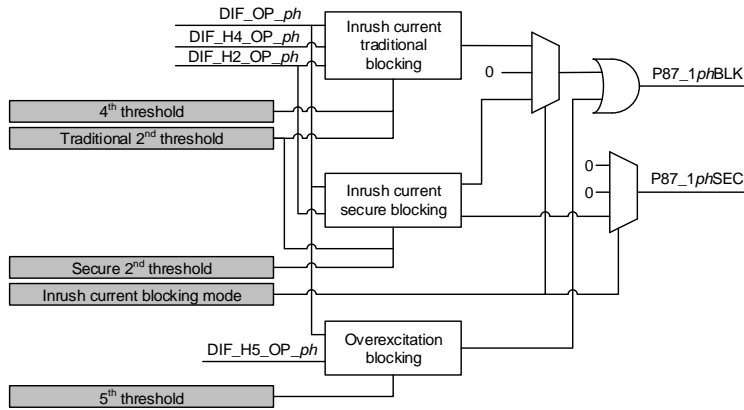 DIF_OP_ph
DIF_H4_OP_ph
DIF_H2_OP_ph
Inrush current
traditional
blocking
0
P87_1phBLK
4th threshold
Traditional 2nd threshold
Inrush current
secure blocking
0
0
P87_1phSEC
Secure 2nd threshold
Inrush current blocking mode
DIF_H5_OP_ph
Overexcitation
blocking
5th threshold